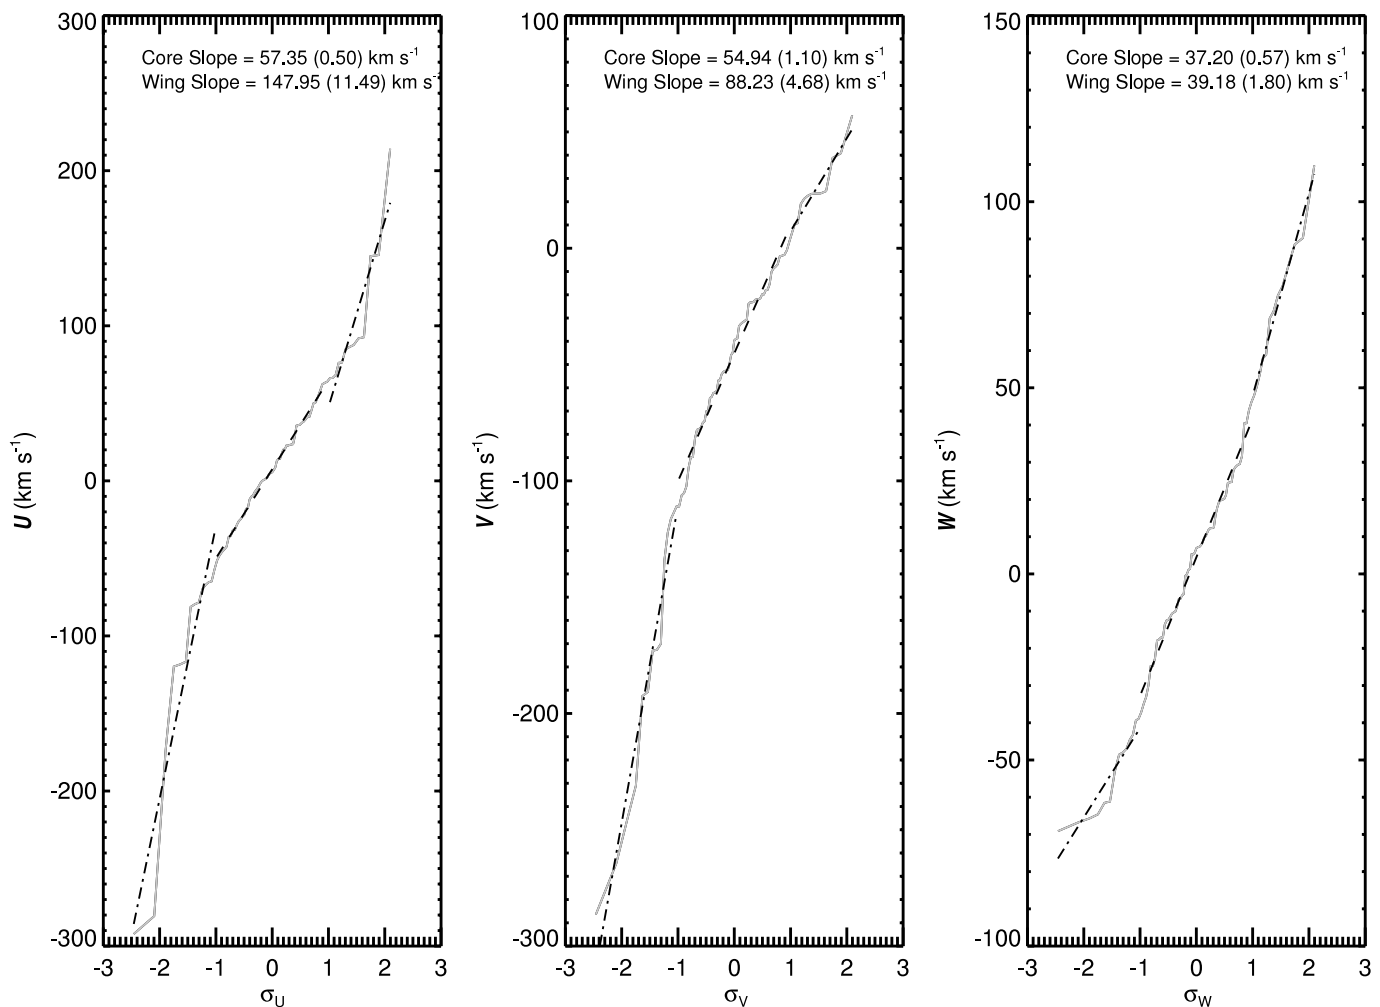 Core Slope = 57.35 (0.50) km s⁻¹
Wing Slope = 147.95 (11.49) km s⁻¹
300
200
100
0
-100
-200
-300
U (km s⁻¹)
-3 -2 -1 0 1 2 3
σU
Core Slope = 54.94 (1.10) km s⁻¹
Wing Slope = 88.23 (4.68) km s⁻¹
100
0
-100
-200
-300
V (km s⁻¹)
-3 -2 -1 0 1 2 3
σV
Core Slope = 37.20 (0.57) km s⁻¹
Wing Slope = 39.18 (1.80) km s⁻¹
150
100
50
0
-50
-100
W (km s⁻¹)
-3 -2 -1 0 1 2 3
σW